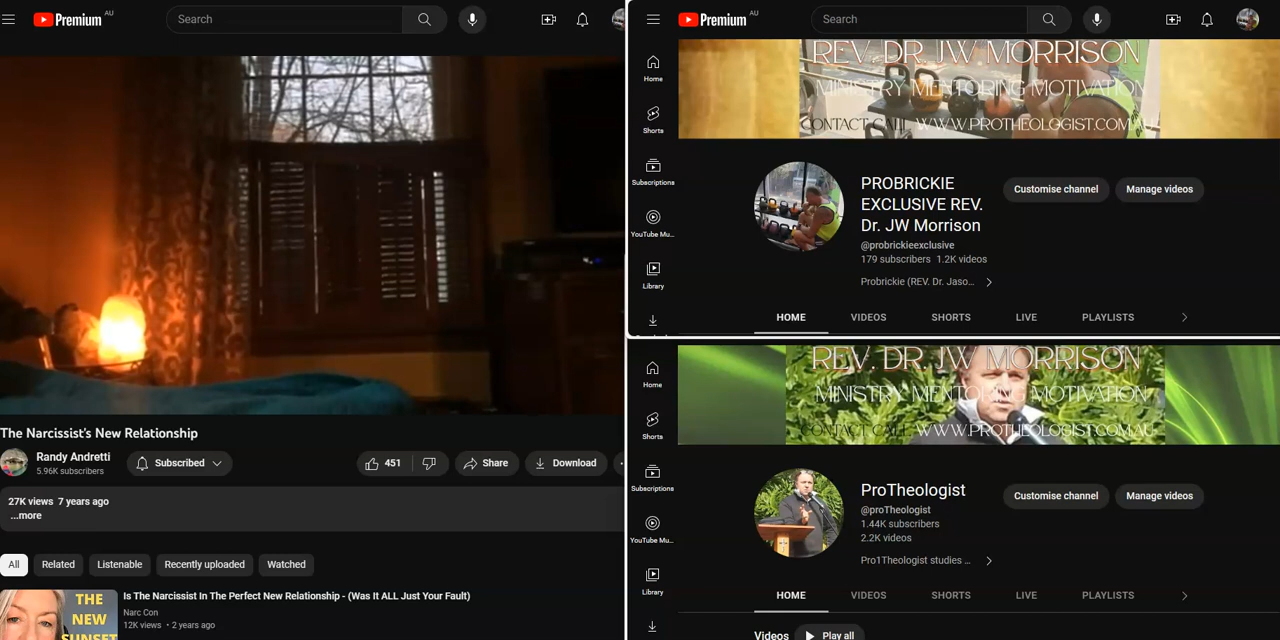 Premium AU
Search
The Narcissist's New Relationship
Randy Andretti
5.96K subscribers
Subscribed
451
Share
Download
27K views 7 years ago
...more
All
Related
Listenable
Recently uploaded
Watched
THE
NEW
SUNSET
Is The Narcissist In The Perfect New Relationship - (Was It ALL Just Your Fault)
Narc Con
12K views • 2 years ago
Premium AU
Search
Home
Shorts
Subscriptions
YouTube Mu...
Library
REV. DR. JW MORRISON
MINISTRY MENTORING MOTIVATION
CONTACT CALL WWW.PROTHEOLOGIST.COM.AU
PROBRICKIE
EXCLUSIVE REV.
Dr. JW Morrison
@probrickieexclusive
179 subscribers 1.2K videos
Probrickie (REV. Dr. Jaso...
Customise channel
Manage videos
HOME
VIDEOS
SHORTS
LIVE
PLAYLISTS
Home
Shorts
Subscriptions
YouTube Mu...
Library
REV. DR. JW MORRISON
MINISTRY MENTORING MOTIVATION
CONTACT CALL WWW.PROTHEOLOGIST.COM.AU
ProTheologist
@proTheologist
1.44K subscribers
2.2K videos
Pro1Theologist studies ...
Customise channel
Manage videos
HOME
VIDEOS
SHORTS
LIVE
PLAYLISTS
Videos
Play all